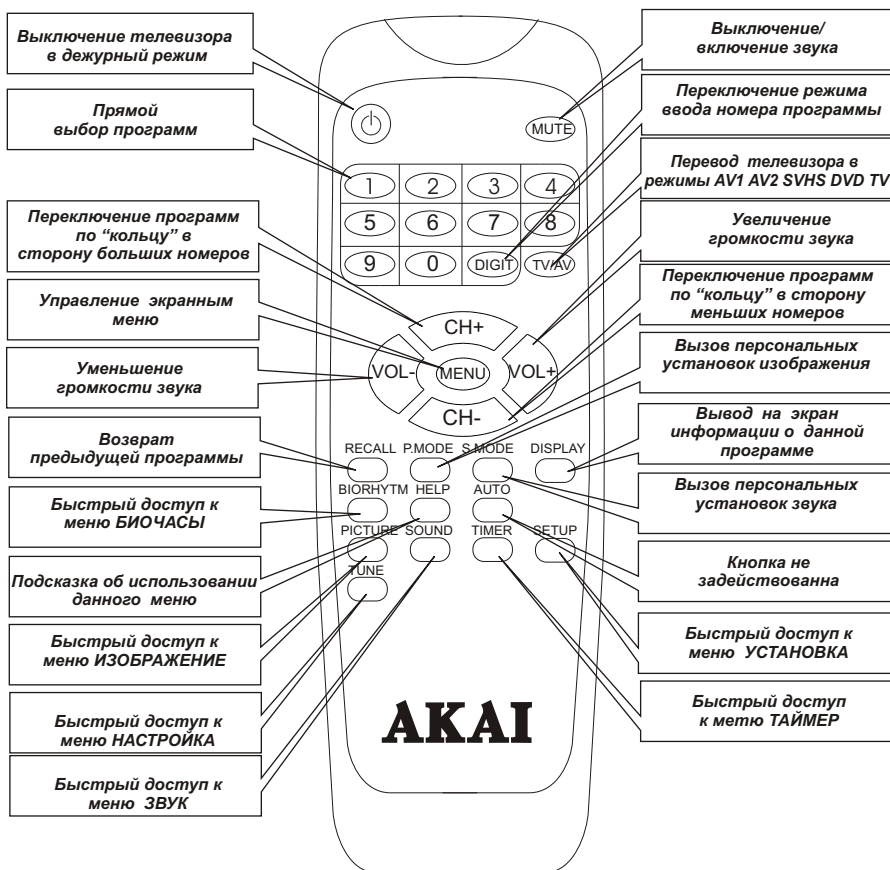 Выключение телевизора
в дежурный режим
Прямой
выбор программ
Переключение программ
по “кольцу” в
сторону больших номеров
Управление экранным
меню
Уменьшение
громкости звука
Возврат
предыдущей программы
Быстрый доступ к
меню БИОЧАСЫ
Подсказка об использовании
данного меню
Быстрый доступ к
меню ИЗОБРАЖЕНИЕ
Быстрый доступ к
меню НАСТРОЙКА
Быстрый доступ к
меню ЗВУК
MUTE
1 2 3 4
5 6 7 8
9 0 DIGIT TV/AV
CH+
VOL- MENU VOL+
CH-
RECALL P.MODE S.MODE DISPLAY
BIORHYTM HELP AUTO
PICTURE SOUND TIMER SETUP
TUNE
AKAI
Выключение/
включение звука
Переключение режима
ввода номера программы
Перевод телевизора в
режимы AV1 AV2 SVHS DVD TV
Увеличение
громкости звука
Переключение программ
по “кольцу” в сторону
меньших номеров
Вызов персональных
установок изображения
Вывод на экран
информации о данной
программе
Вызов персональных
установок звука
Кнопка не
задействованна
Быстрый доступ к
меню УСТАНОВКА
Быстрый доступ
к метю ТАЙМЕР